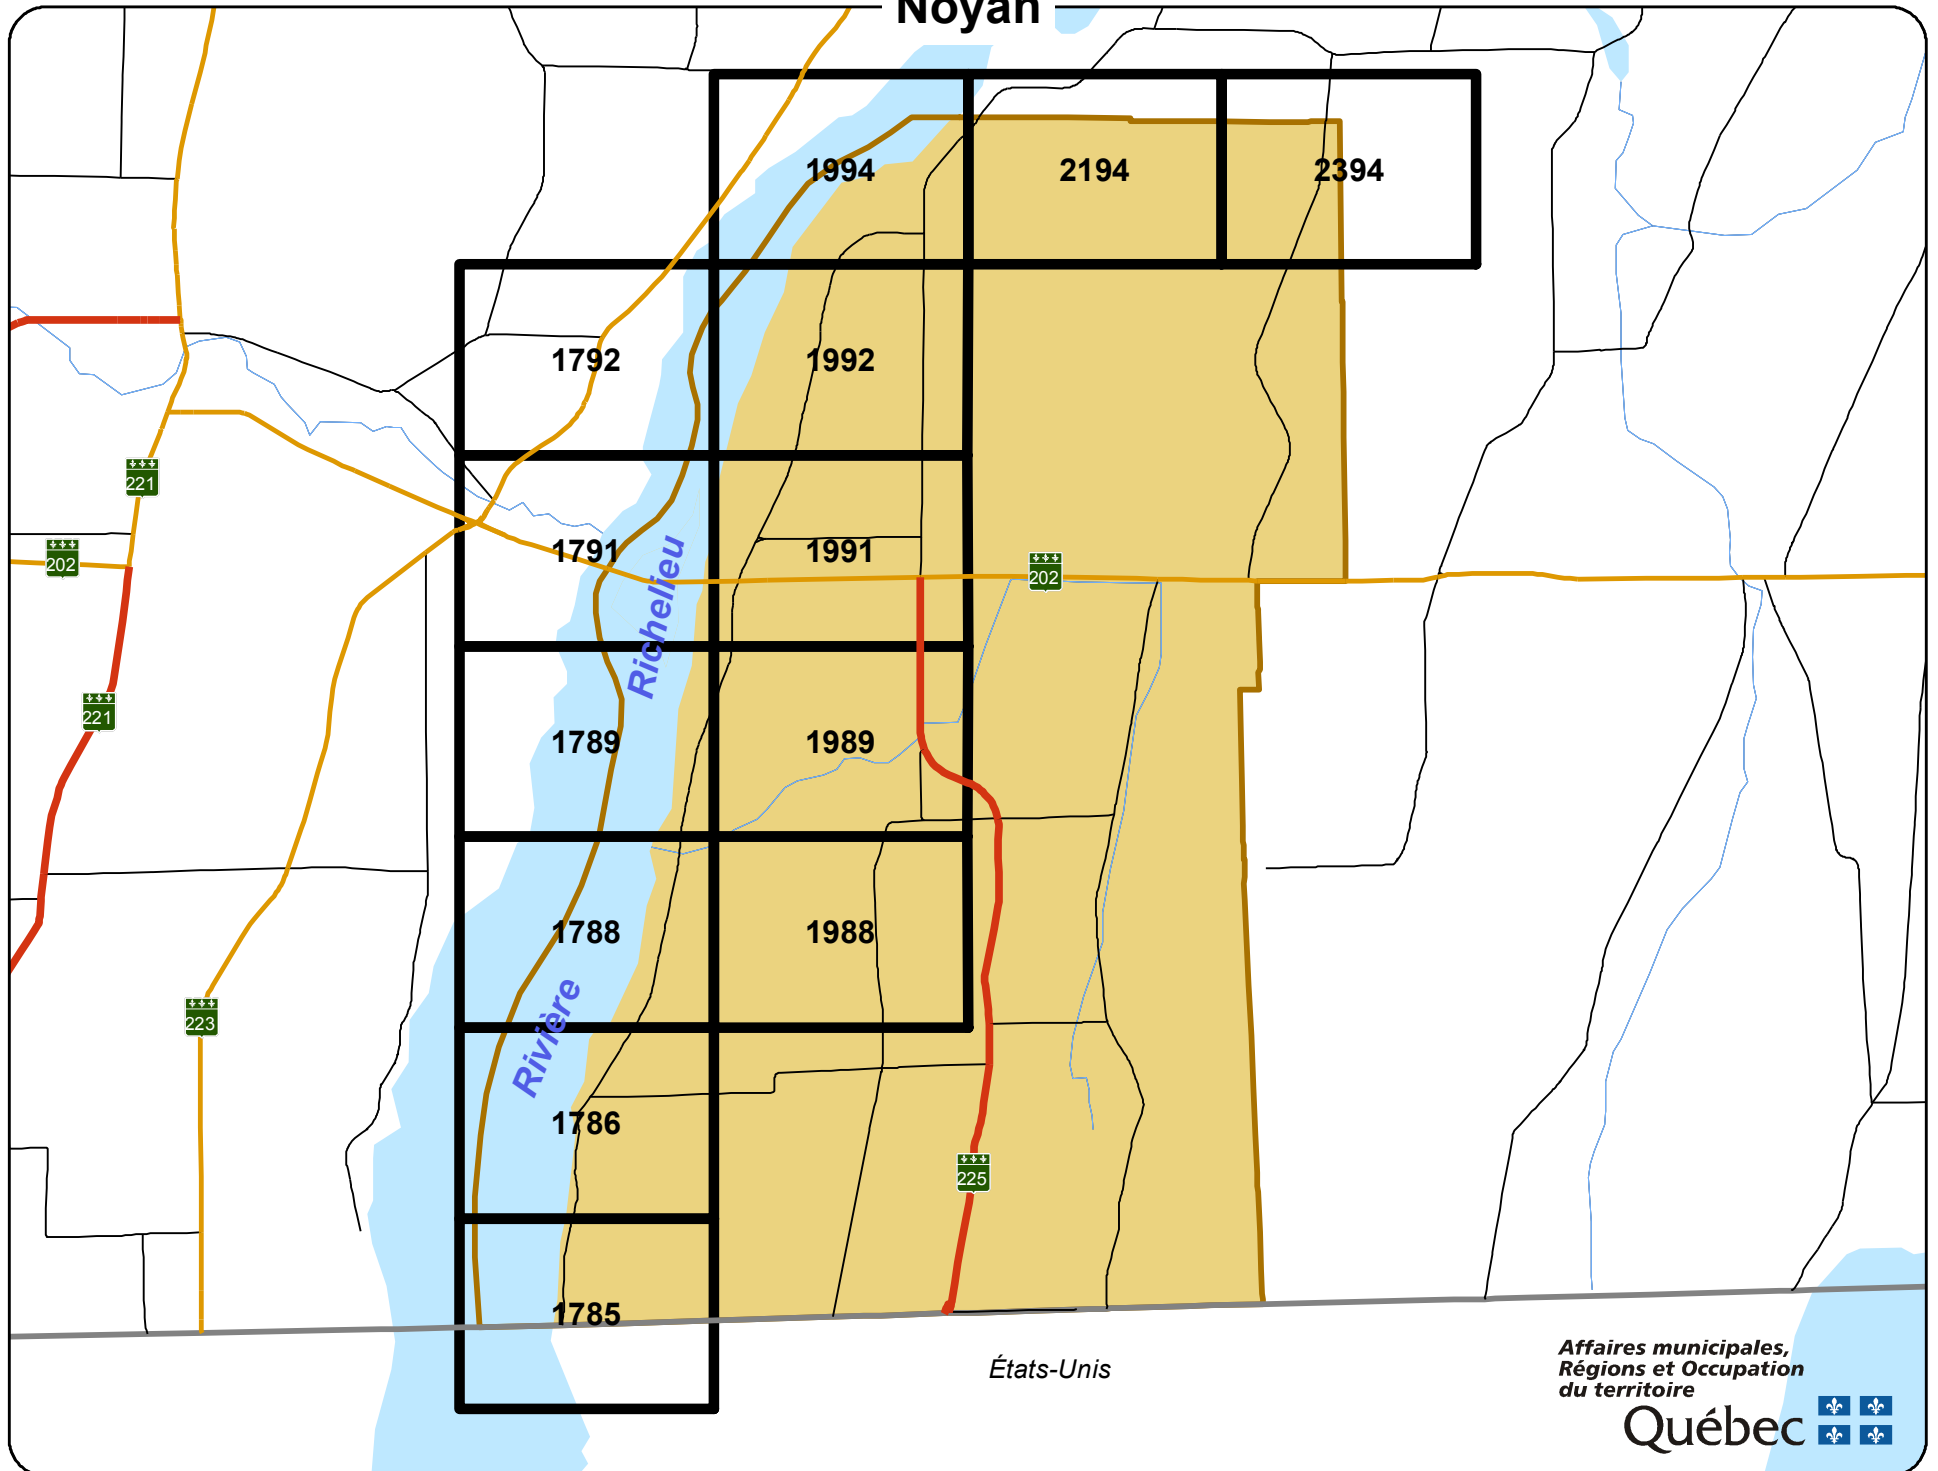 Noyan
1994
2194
2394
1792
1992
221
202
1791
1991
202
Richelieu
221
1789
1989
1788
1988
Rivière
223
1786
225
1785
États-Unis
Affaires municipales,
Régions et Occupation
du territoire
Québec